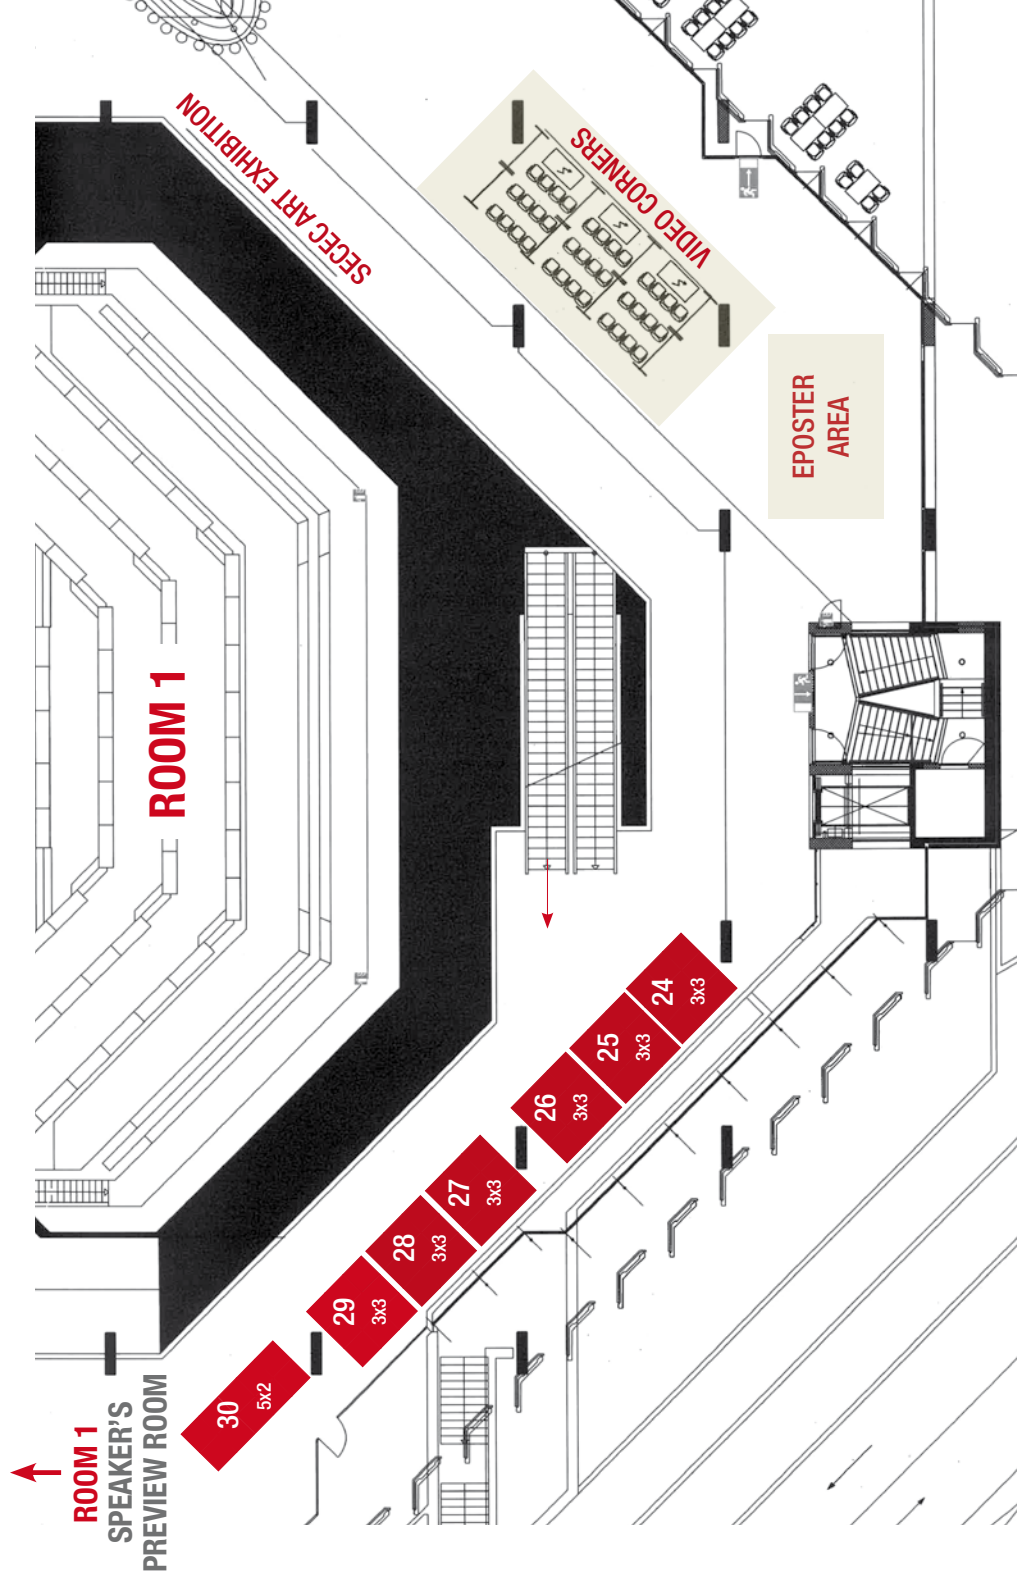 SECEC ART EXHIBITION
VIDEO CORNERS
EPOSTER
AREA
ROOM 1
24
3x3
25
3x3
26
3x3
27
3x3
28
3x3
29
3x3
30
5x2
ROOM 1
SPEAKER'S
PREVIEW ROOM